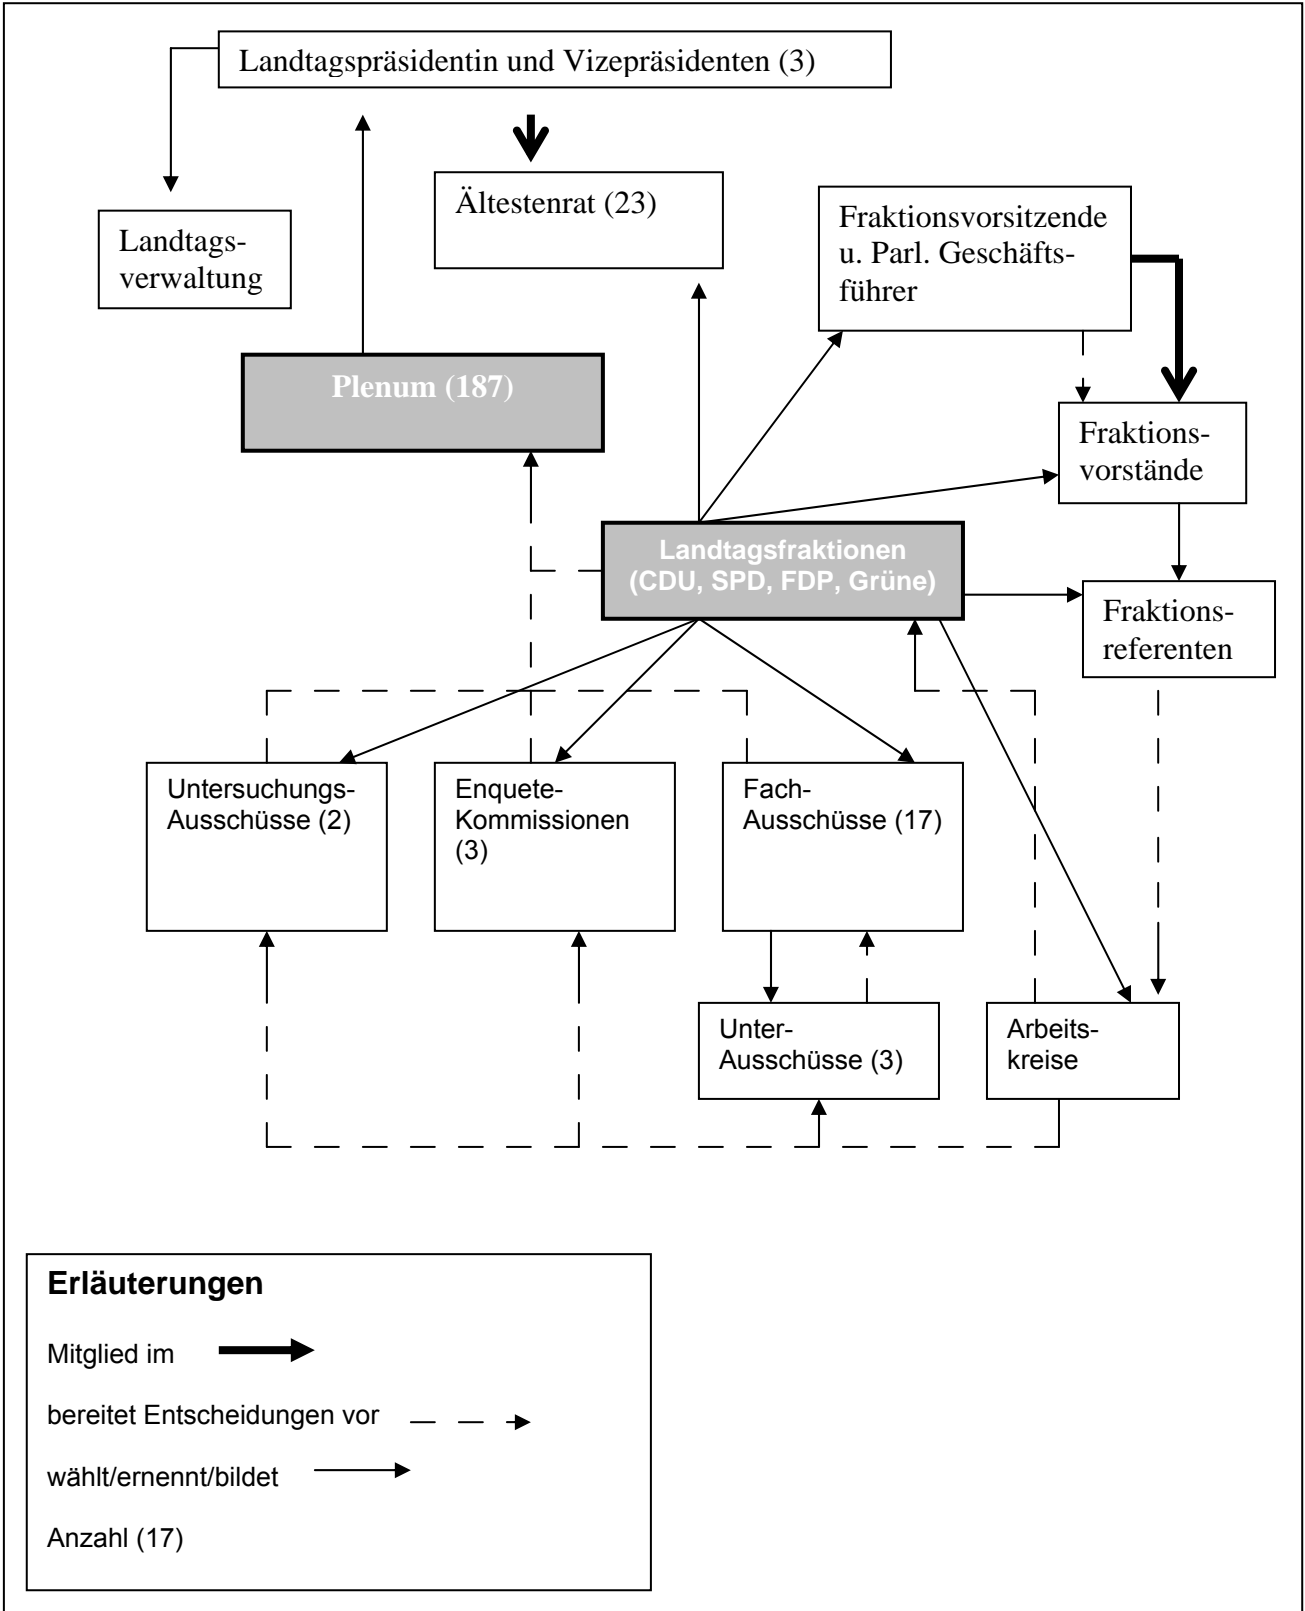 Landtagspräsidentin und Vizepräsidenten (3)
Ältestenrat (23)
Fraktionsvorsitzende
u. Parl. Geschäfts-
führer
Landtags-
verwaltung
Plenum (187)
Fraktions-
vorstände
Landtagsfraktionen
(CDU, SPD, FDP, Grüne)
Fraktions-
referenten
Untersuchungs-
Ausschüsse (2)
Enquete-
Kommissionen
(3)
Fach-
Ausschüsse (17)
Unter-
Ausschüsse (3)
Arbeits-
kreise
Erläuterungen
Mitglied im
bereitet Entscheidungen vor
wählt/ernennt/bildet
Anzahl (17)